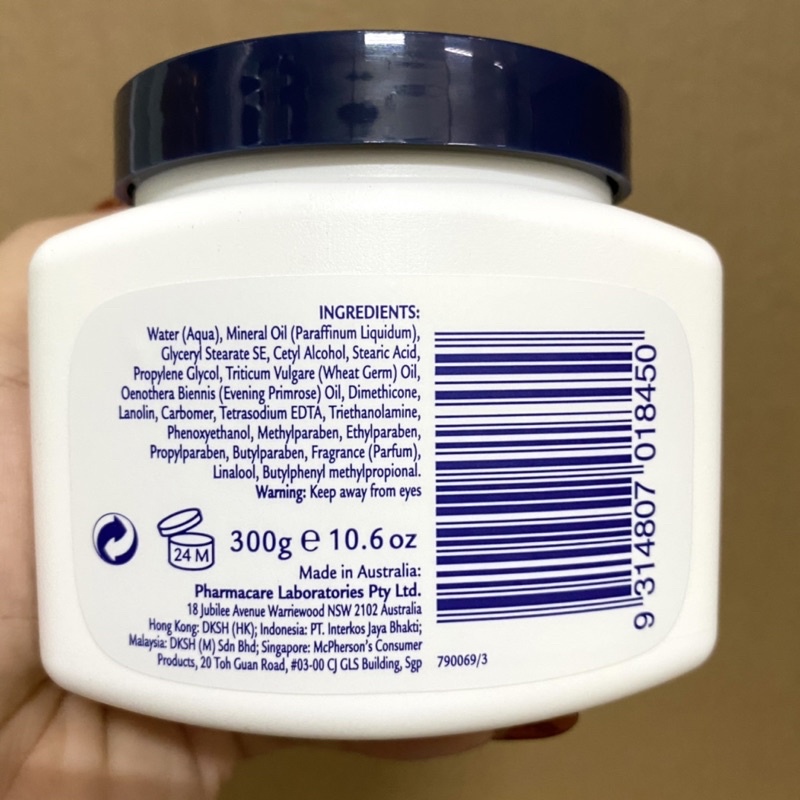 INGREDIENTS:
Water (Aqua), Mineral Oil (Paraffinum Liquidum),
Glyceryl Stearate SE, Cetyl Alcohol, Stearic Acid,
Propylene Glycol, Triticum Vulgare (Wheat Germ) Oil,
Oenothera Biennis (Evening Primrose) Oil, Dimethicone,
Lanolin, Carbomer, Tetrasodium EDTA, Triethanolamine,
Phenoxyethanol, Methylparaben, Ethylparaben,
Propylparaben, Butylparaben, Fragrance (Parfum),
Linalool, Butylphenyl methylpropional.
Warning: Keep away from eyes
24 M
300g e 10.6 oz
Made in Australia:
Pharmacare Laboratories Pty Ltd.
18 Jubilee Avenue Warriewood NSW 2102 Australia
Hong Kong: DKSH (HK); Indonesia: PT. Interkos Jaya Bhakti;
Malaysia: DKSH (M) Sdn Bhd; Singapore: McPherson's Consumer
Products, 20 Toh Guan Road, #03-00 CJ GLS Building, Sgp
790069/3
9 314807 018450